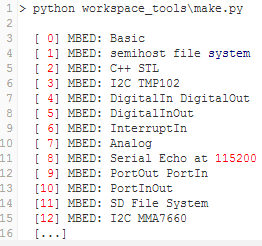 1 > python workspace_tools\make.py
2
3 [ 0] MBED: Basic
4 [ 1] MBED: semihost file system
5 [ 2] MBED: C++ STL
6 [ 3] MBED: I2C TMP102
7 [ 4] MBED: DigitalIn DigitalOut
8 [ 5] MBED: DigitalInOut
9 [ 6] MBED: InterruptIn
10 [ 7] MBED: Analog
11 [ 8] MBED: Serial Echo at 115200
12 [ 9] MBED: PortOut PortIn
13 [10] MBED: PortInOut
14 [11] MBED: SD File System
15 [12] MBED: I2C MMA7660
16 [...]